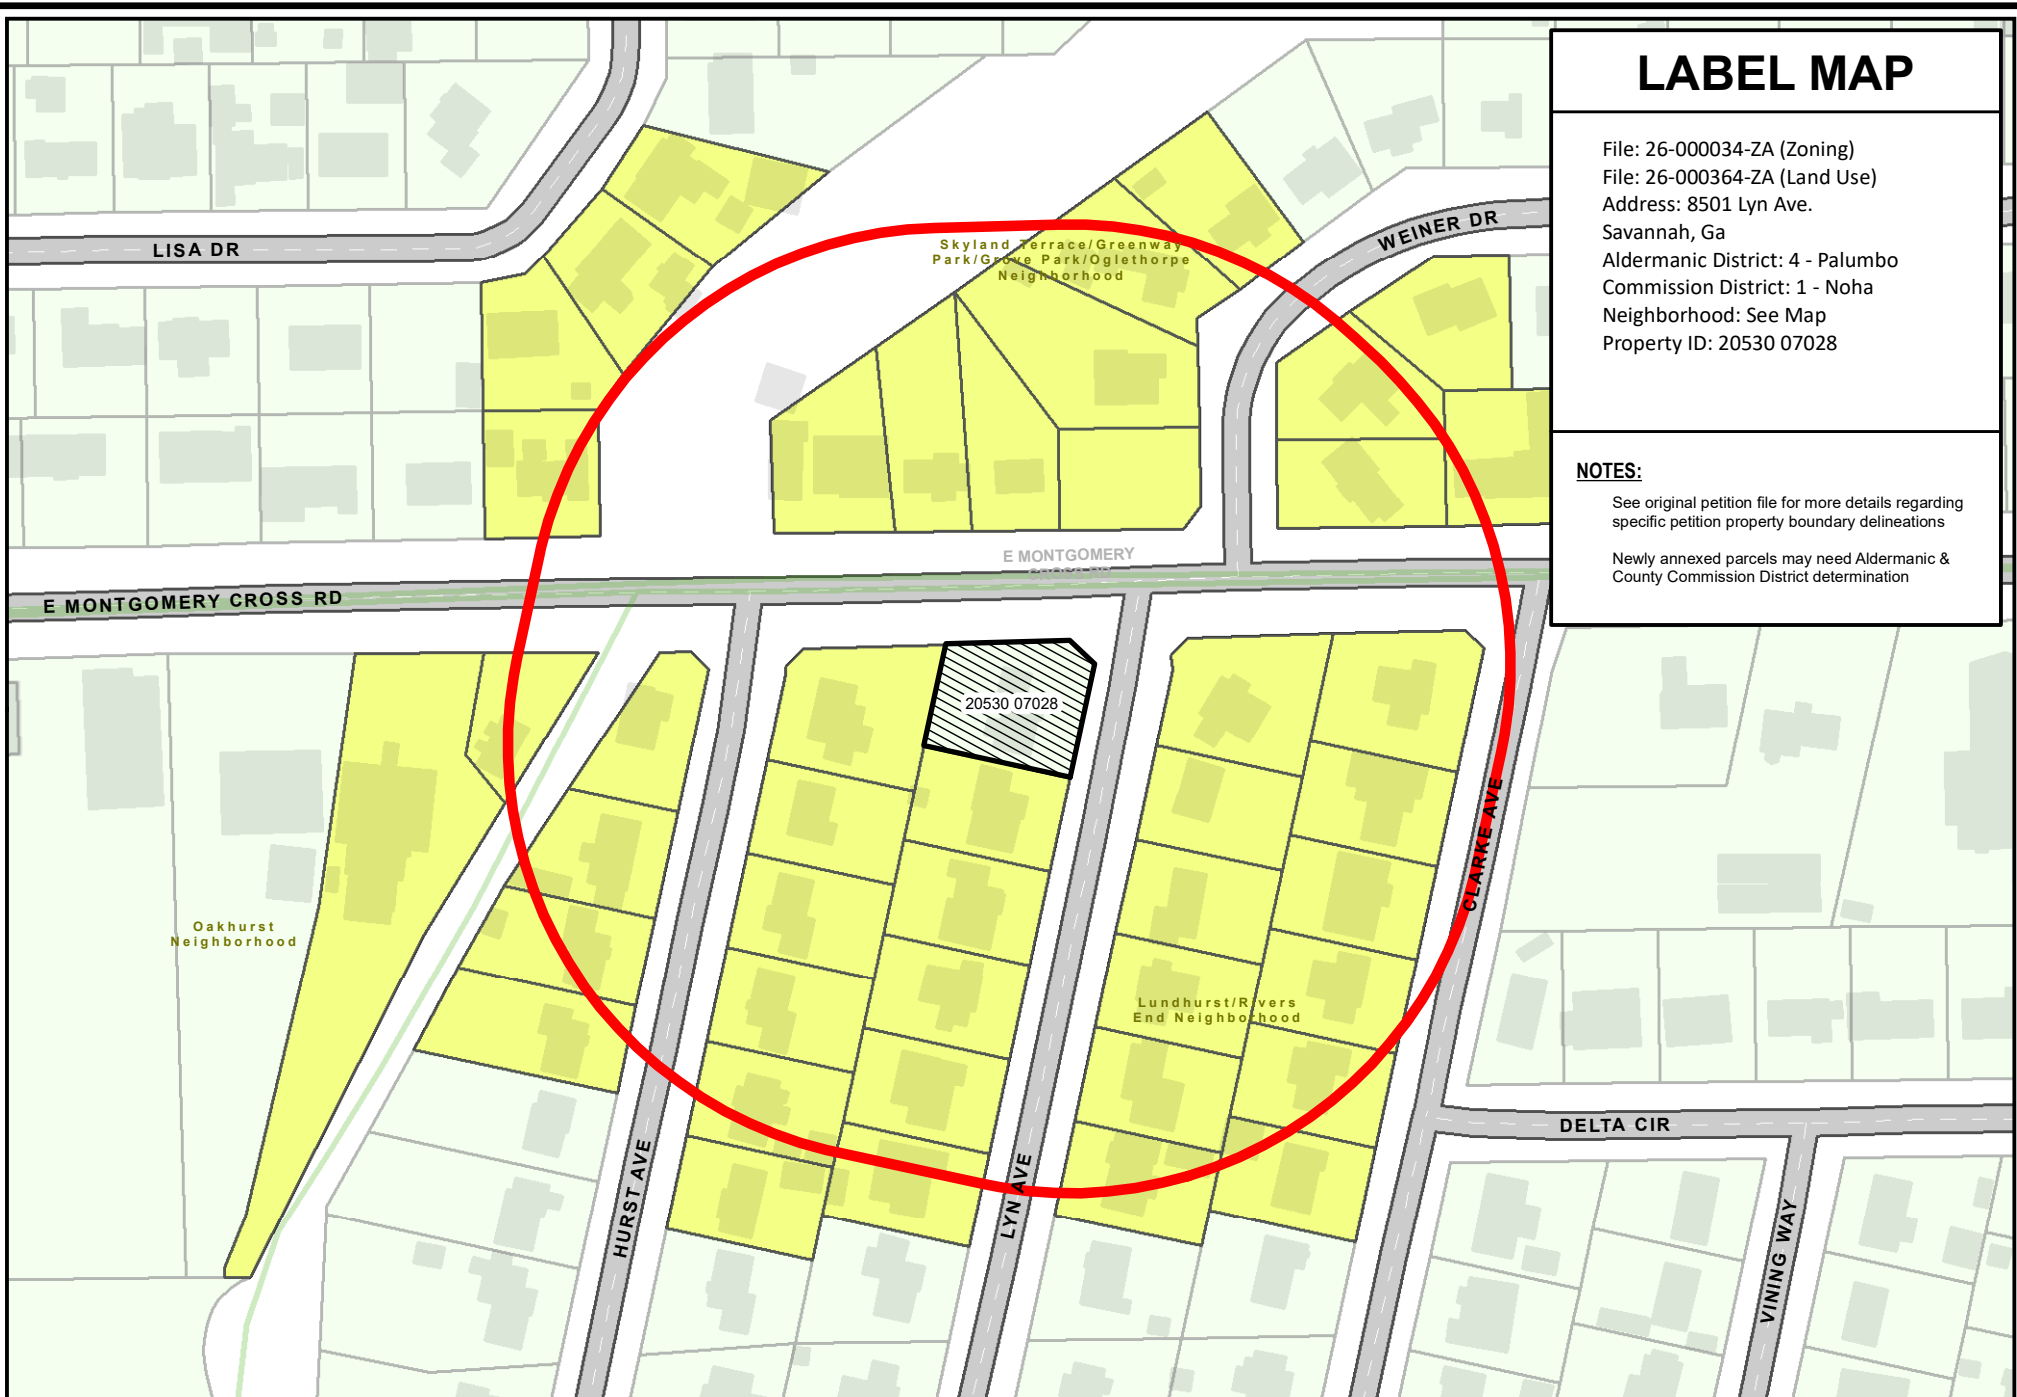 LABEL MAP
File: 26-000034-ZA (Zoning)
File: 26-000364-ZA (Land Use)
Address: 8501 Lyn Ave.
Savannah, Ga
Aldermanic District: 4 - Palumbo
Commission District: 1 - Noha
Neighborhood: See Map
Property ID: 20530 07028
NOTES:
See original petition file for more details regarding
specific petition property boundary delineations
Newly annexed parcels may need Aldermanic &
County Commission District determination
LISA DR
WEINER DR
Skyland Terrace/Greenway
Park/Grove Park/Oglethorpe
Neighborhood
E MONTGOMERY
CROSS RD
E MONTGOMERY CROSS RD
20530 07028
CLARKE AVE
Oakhurst
Neighborhood
Lundhurst/Rivers
End Neighborhood
DELTA CIR
HURST AVE
LYN AVE
VINING WAY